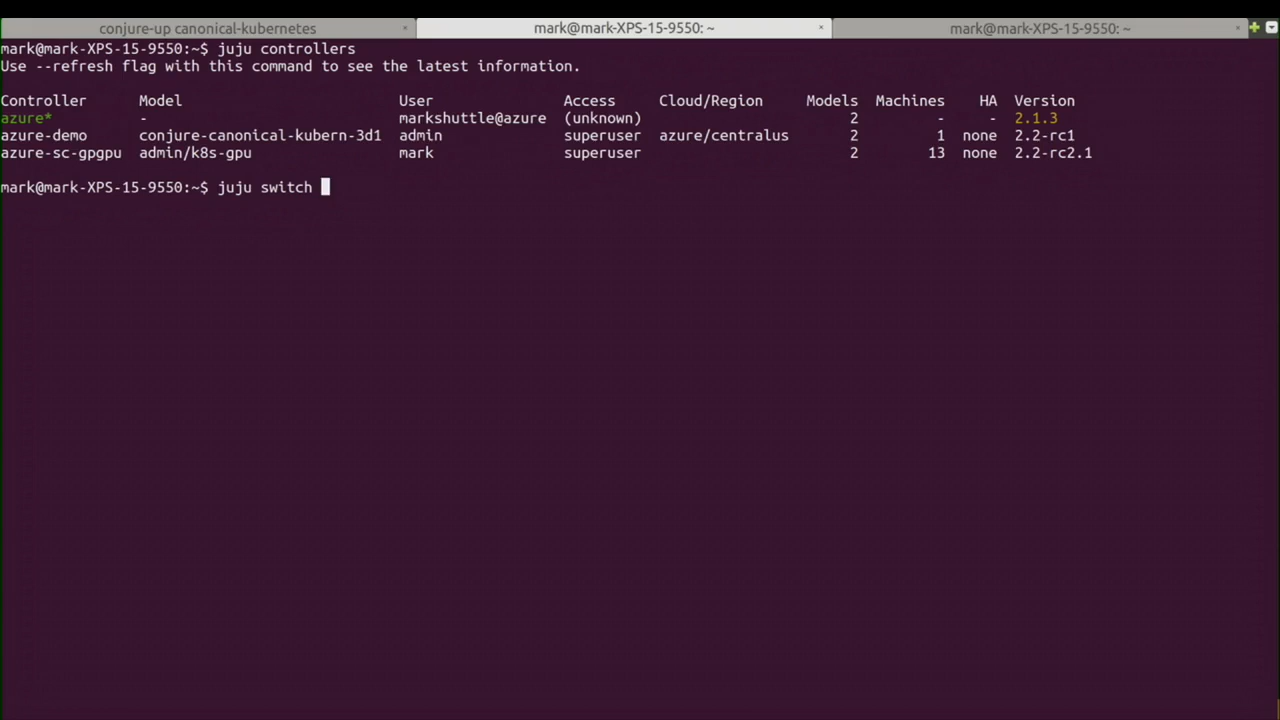 conjure-up canonical-kubernetes × mark@mark-XPS-15-9550: ~ × mark@mark-XPS-15-9550: ~ ×
mark@mark-XPS-15-9550:~$ juju controllers
Use --refresh flag with this command to see the latest information.
Controller Model User Access Cloud/Region Models Machines HA Version
azure* - markshuttle@azure (unknown) 2 - - 2.1.3
azure-demo conjure-canonical-kubern-3d1 admin superuser azure/centralus 2 1 none 2.2-rc1
azure-sc-gpgpu admin/k8s-gpu mark superuser 2 13 none 2.2-rc2.1
mark@mark-XPS-15-9550:~$ juju switch